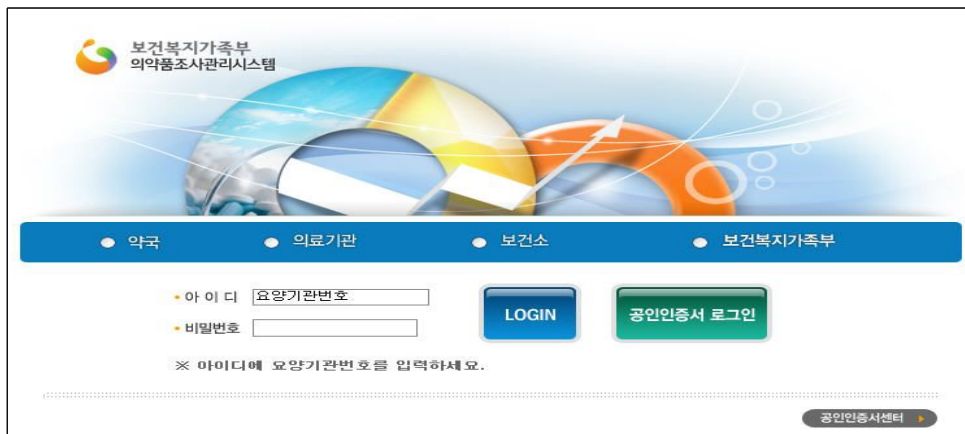 보건복지가족부
의약품조사관리시스템
약국 의료기관 보건소 보건복지가족부
아 이 디 요양기관번호
비밀번호
LOGIN 공인인증서 로그인
※ 아이디에 요양기관번호를 입력하세요.
공인인증서센터